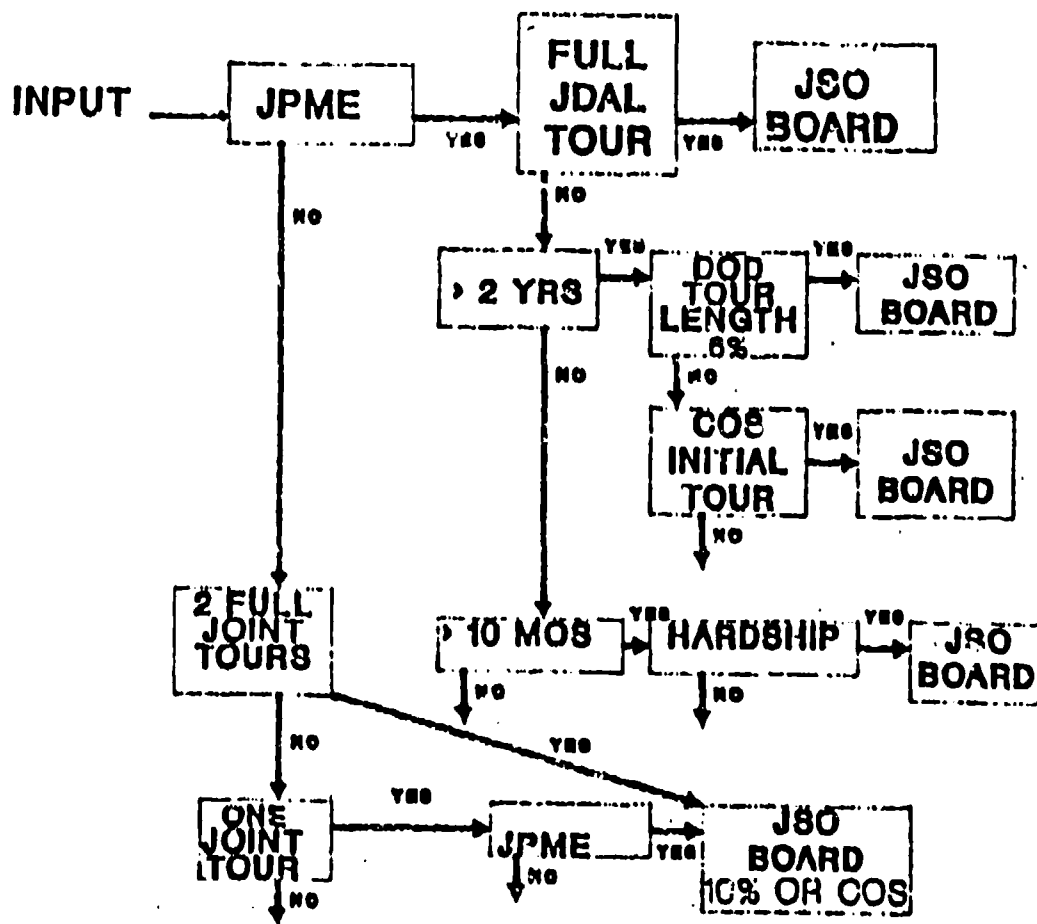 INPUT
JPME
YES
FULL
JDAL
TOUR
YES
JSO
BOARD
NO
NO
> 2 YRS
YES
DOD
TOUR
LENGTH
6%
YES
JSO
BOARD
NO
NO
COS
INITIAL
TOUR
YES
JSO
BOARD
NO
2 FULL
JOINT
TOURS
> 10 MOS
YES
HARDSHIP
YES
JSO
BOARD
NO
NO
NO
YES
ONE
JOINT
TOUR
YES
JPME
YES
JSO
BOARD
10% OR COS
NO
NO